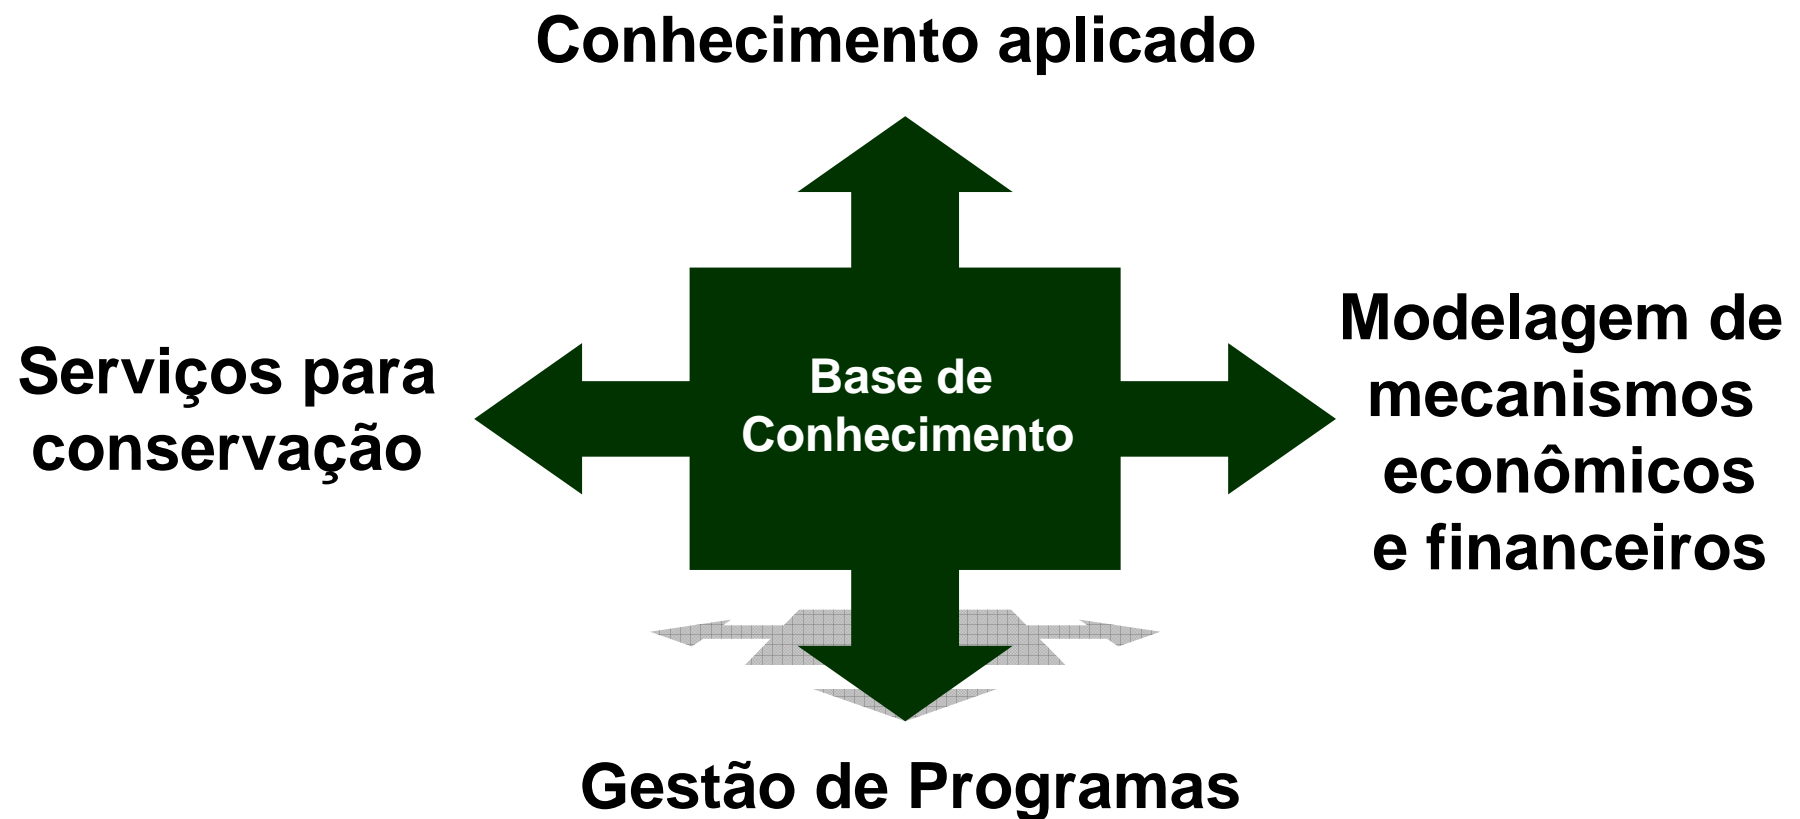 Conhecimento aplicado
Serviços para
conservação
Base de
Conhecimento
Modelagem de
mecanismos
econômicos
e financeiros
Gestão de Programas